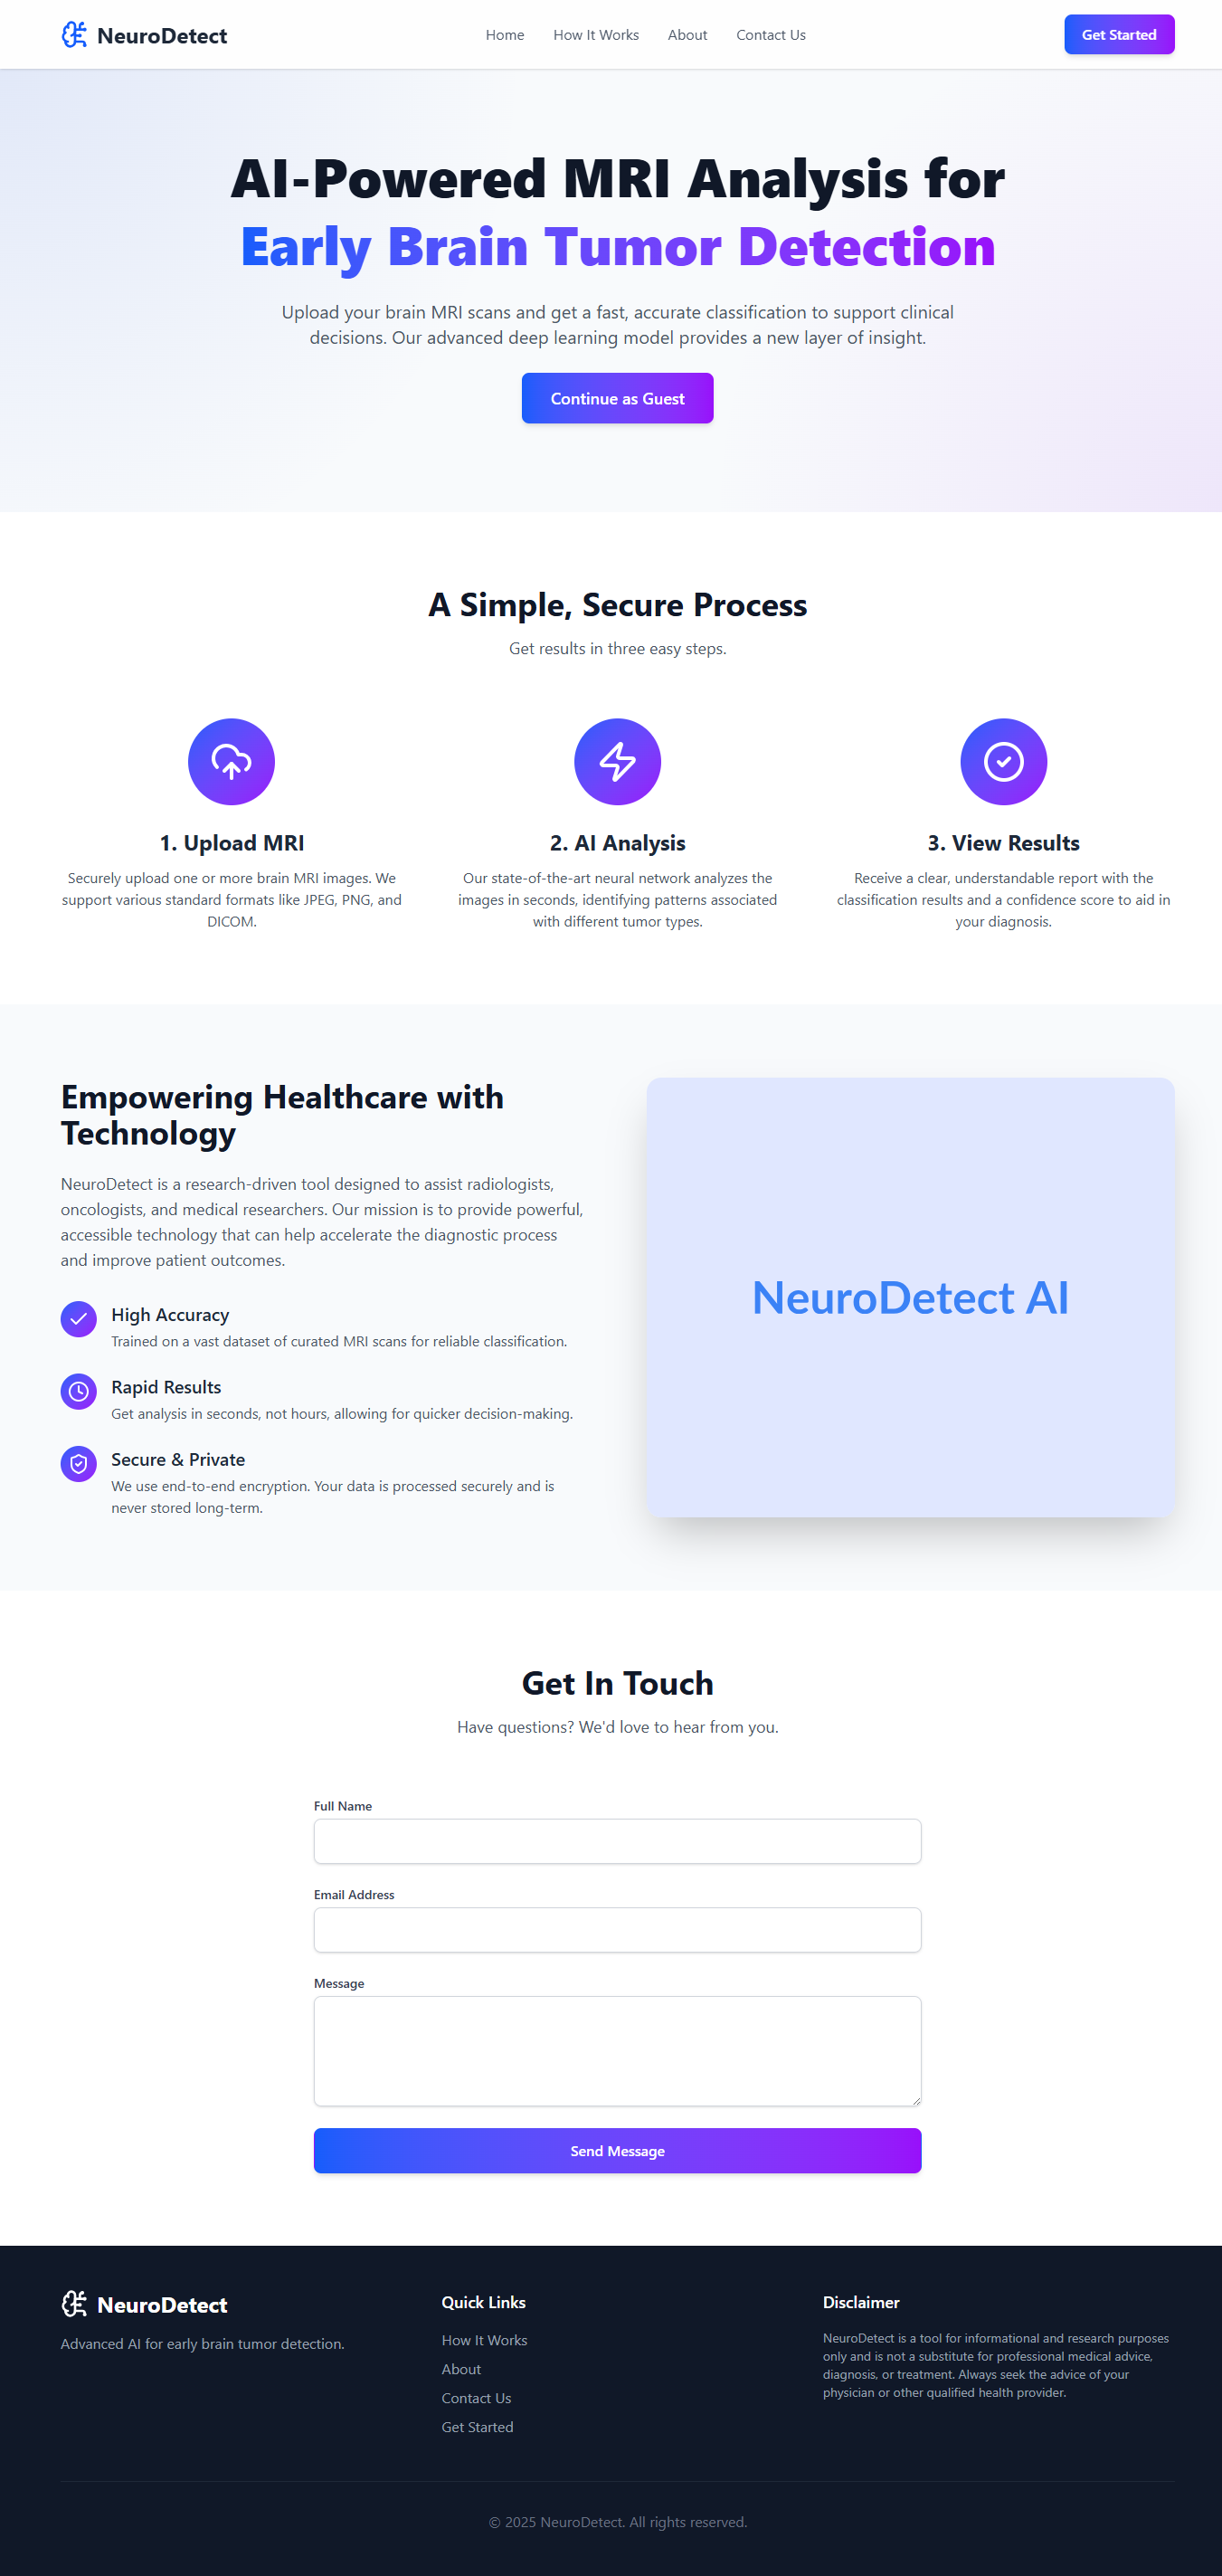 NeuroDetect
Home
How It Works
About
Contact Us
Get Started
AI-Powered MRI Analysis for
Early Brain Tumor Detection
Upload your brain MRI scans and get a fast, accurate classification to support clinical
decisions. Our advanced deep learning model provides a new layer of insight.
Continue as Guest
A Simple, Secure Process
Get results in three easy steps.
1. Upload MRI
Securely upload one or more brain MRI images. We
support various standard formats like JPEG, PNG, and
DICOM.
2. AI Analysis
Our state-of-the-art neural network analyzes the
images in seconds, identifying patterns associated
with different tumor types.
3. View Results
Receive a clear, understandable report with the
classification results and a confidence score to aid in
your diagnosis.
Empowering Healthcare with
Technology
NeuroDetect is a research-driven tool designed to assist radiologists,
oncologists, and medical researchers. Our mission is to provide powerful,
accessible technology that can help accelerate the diagnostic process
and improve patient outcomes.
High Accuracy
Trained on a vast dataset of curated MRI scans for reliable classification.
Rapid Results
Get analysis in seconds, not hours, allowing for quicker decision-making.
Secure & Private
We use end-to-end encryption. Your data is processed securely and is
never stored long-term.
NeuroDetect AI
Get In Touch
Have questions? We'd love to hear from you.
Full Name
Email Address
Message
Send Message
NeuroDetect
Advanced AI for early brain tumor detection.
Quick Links
How It Works
About
Contact Us
Get Started
Disclaimer
NeuroDetect is a tool for informational and research purposes
only and is not a substitute for professional medical advice,
diagnosis, or treatment. Always seek the advice of your
physician or other qualified health provider.
© 2025 NeuroDetect. All rights reserved.